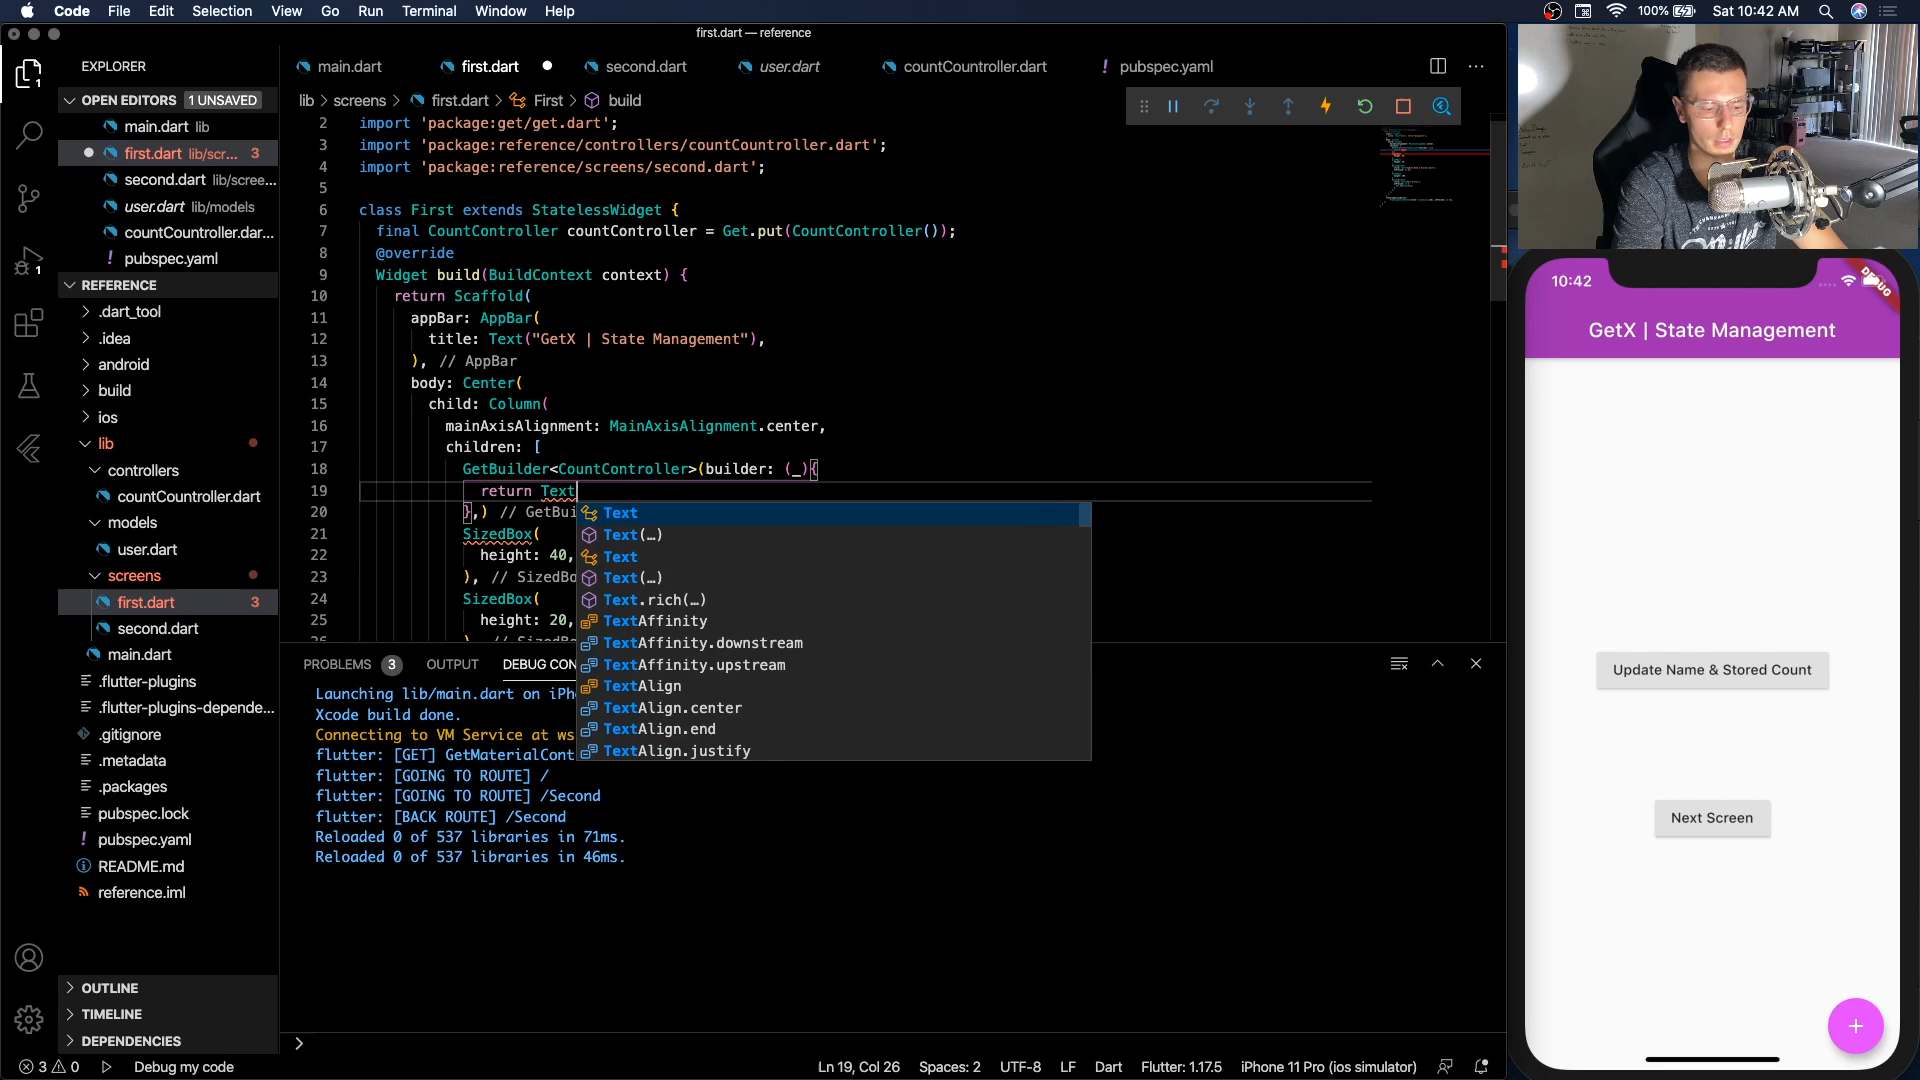 Code File Edit Selection View Go Run Terminal Window Help
100% Sat 10:42 AM
first.dart — reference
EXPLORER
main.dart first.dart second.dart user.dart countCountroller.dart ! pubspec.yaml
OPEN EDITORS 1 UNSAVED
lib > screens > first.dart > First > build
main.dart lib
first.dart lib/scr... 3
second.dart lib/scree...
user.dart lib/models
countCountroller.dar...
! pubspec.yaml
REFERENCE
.dart_tool
.idea
android
build
ios
lib
controllers
countCountroller.dart
models
user.dart
screens
first.dart 3
second.dart
main.dart
.flutter-plugins
.flutter-plugins-depende...
.gitignore
.metadata
.packages
pubspec.lock
! pubspec.yaml
README.md
reference.iml
OUTLINE
TIMELINE
DEPENDENCIES
1
1
2 import 'package:get/get.dart';
3 import 'package:reference/controllers/countCountroller.dart';
4 import 'package:reference/screens/second.dart';
5
6 class First extends StatelessWidget {
7 final CountController countController = Get.put(CountController());
8 @override
9 Widget build(BuildContext context) {
10 return Scaffold(
11 appBar: AppBar(
12 title: Text("GetX | State Management"),
13 ), // AppBar
14 body: Center(
15 child: Column(
16 mainAxisAlignment: MainAxisAlignment.center,
17 children: [
18 GetBuilder<CountController>(builder: (_){
19 return Text
20 },) // GetBui
21 SizedBox(
22 height: 40,
23 ), // SizedBo
24 SizedBox(
25 height: 20,
26 ), // SizedBo
Text
Text(…)
Text
Text(…)
Text.rich(…)
TextAffinity
TextAffinity.downstream
TextAffinity.upstream
TextAlign
TextAlign.center
TextAlign.end
TextAlign.justify
PROBLEMS 3 OUTPUT DEBUG CON
Launching lib/main.dart on iPh
Xcode build done.
Connecting to VM Service at ws
flutter: [GET] GetMaterialCont
flutter: [GOING TO ROUTE] /
flutter: [GOING TO ROUTE] /Second
flutter: [BACK ROUTE] /Second
Reloaded 0 of 537 libraries in 71ms.
Reloaded 0 of 537 libraries in 46ms.
3 0 Debug my code Ln 19, Col 26 Spaces: 2 UTF-8 LF Dart Flutter: 1.17.5 iPhone 11 Pro (ios simulator)
10:42
DEBUG
GetX | State Management
Update Name & Stored Count
Next Screen
+